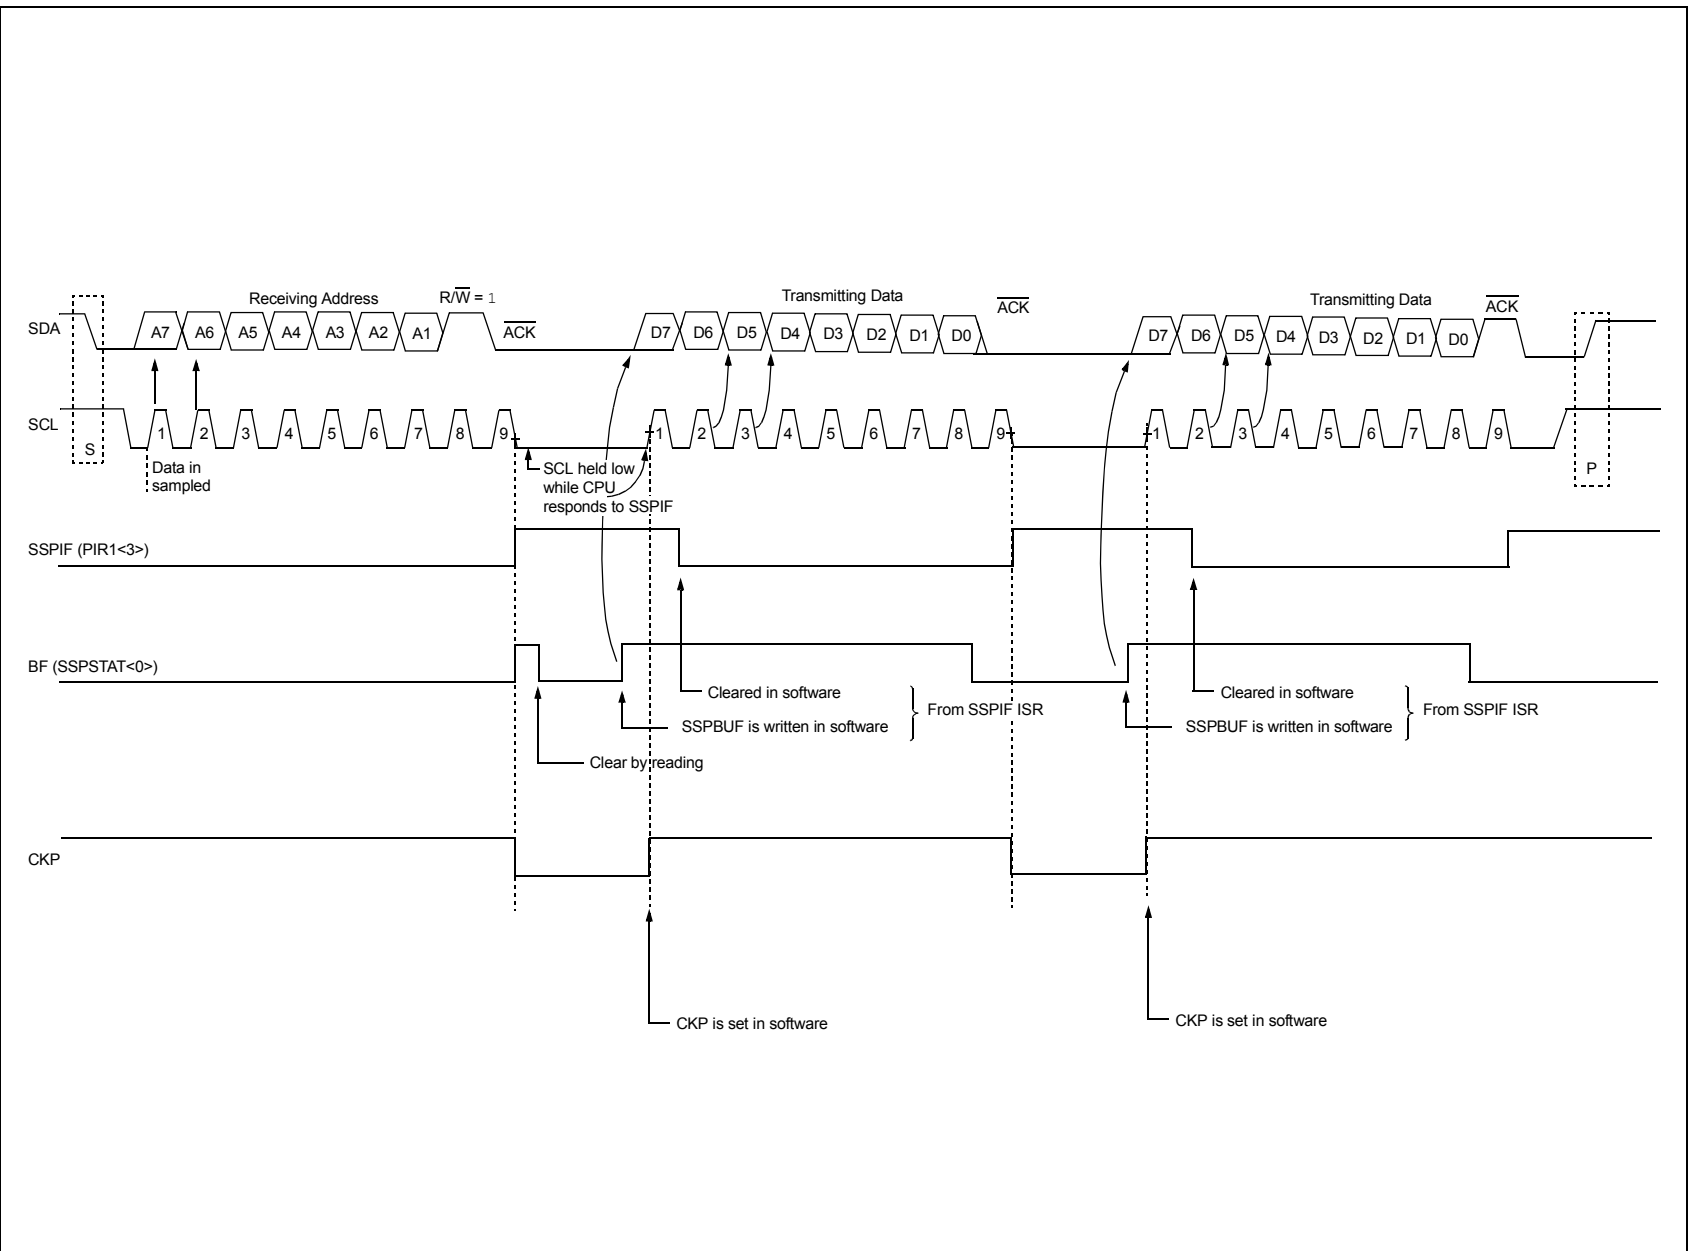 Receiving Address
R/W = 1
Transmitting Data
ACK
Transmitting Data
ACK
SDA
A7 A6 A5 A4 A3 A2 A1
ACK
D7 D6 D5 D4 D3 D2 D1 D0
D7 D6 D5 D4 D3 D2 D1 D0
SCL
1 2 3 4 5 6 7 8 9
1 2 3 4 5 6 7 8 9
1 2 3 4 5 6 7 8 9
S
P
Data in
sampled
SCL held low
while CPU
responds to SSPIF
SSPIF (PIR1<3>)
BF (SSPSTAT<0>)
Cleared in software
SSPBUF is written in software
From SSPIF ISR
Clear by reading
Cleared in software
SSPBUF is written in software
From SSPIF ISR
CKP
CKP is set in software
CKP is set in software